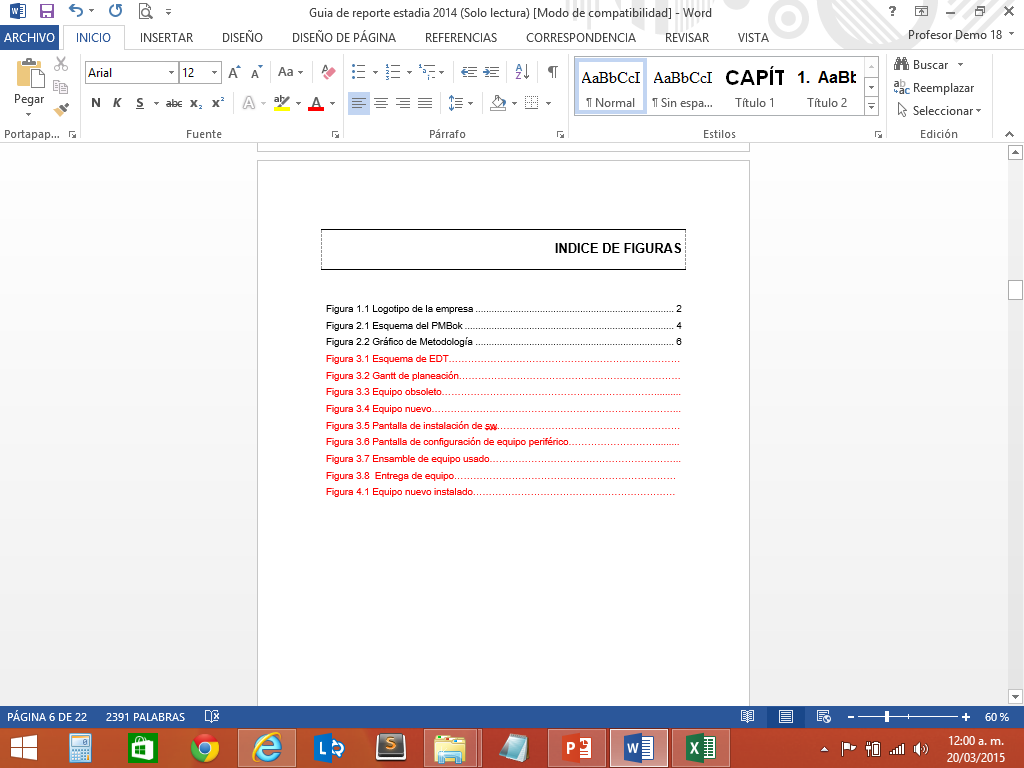 Guia de reporte estadia 2014 (Solo lectura) [Modo de compatibilidad] - Word
ARCHIVO INICIO INSERTAR DISEÑO DISEÑO DE PÁGINA REFERENCIAS CORRESPONDENCIA REVISAR VISTA Profesor Demo 18
Pegar
Arial 12 Aa
N K S abc x₂ x² A A
AaBbCcI AaBbCcI CAPÍT 1. AaBb
¶ Normal ¶ Sin espa... Título 1 Título 2
Buscar
Reemplazar
Seleccionar
Portapap... Fuente Párrafo Estilos Edición
INDICE DE FIGURAS
Figura 1.1 Logotipo de la empresa ........................................................................ 2
Figura 2.1 Esquema del PMBok ........................................................................... 4
Figura 2.2 Gráfico de Metodología ....................................................................... 6
Figura 3.1 Esquema de EDT……………………………………………………………
Figura 3.2 Gantt de planeación…………………………………………………………
Figura 3.3 Equipo obsoleto……………………………………………………….........
Figura 3.4 Equipo nuevo………………………………………………………………..
Figura 3.5 Pantalla de instalación de sw………………………………………………
Figura 3.6 Pantalla de configuración de equipo periférico……………………........
Figura 3.7 Ensamble de equipo usado………………………………………………..
Figura 3.8  Entrega de equipo…………………………………………………………
Figura 4.1 Equipo nuevo instalado……………………………………………………
PÁGINA 6 DE 22 2391 PALABRAS 60 %
12:00 a. m.
20/03/2015